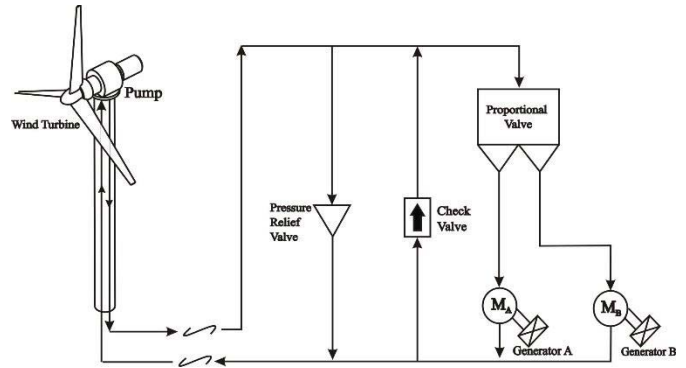 Pump
Wind Turbine
Proportional
Valve
Pressure
Relief
Valve
Check
Valve
MA
Generator A
MB
Generator B